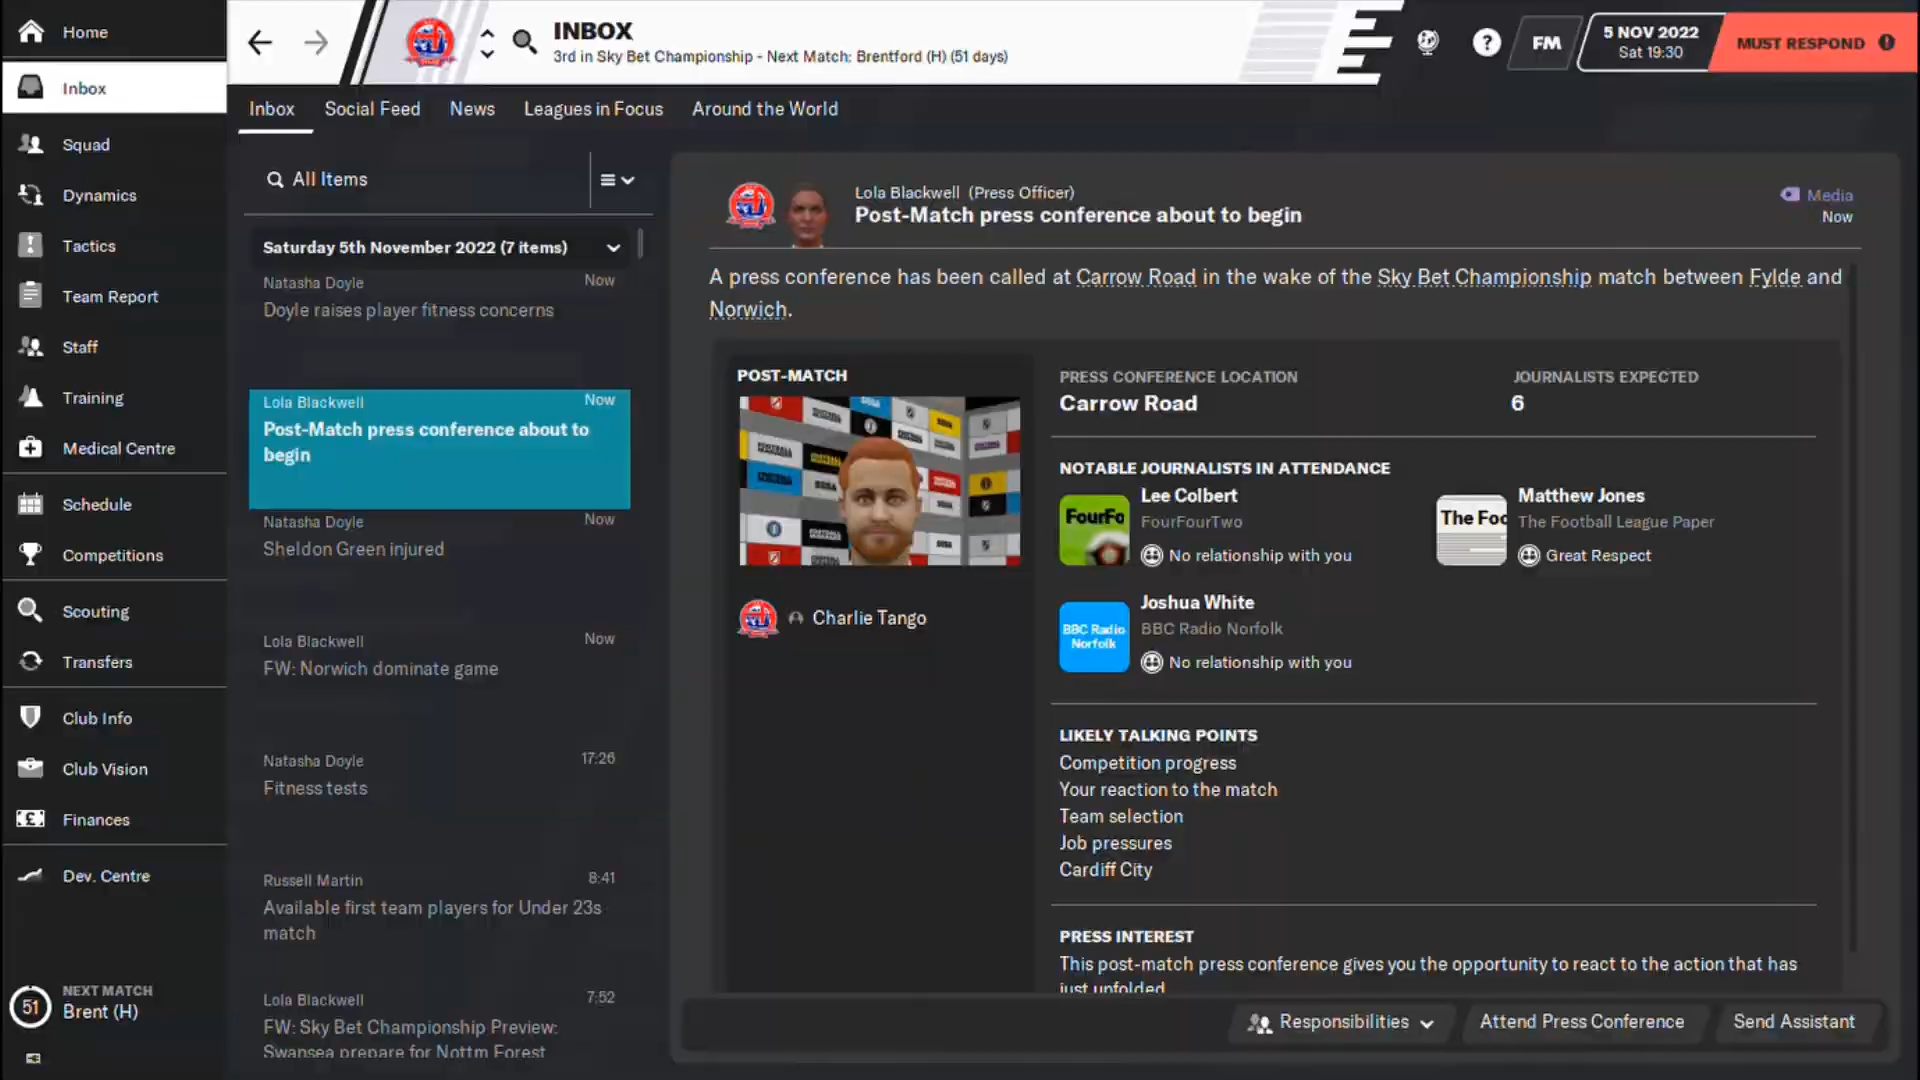 Home
Inbox
Squad
Dynamics
Tactics
Team Report
Staff
Training
Medical Centre
Schedule
Competitions
Scouting
Transfers
Club Info
Club Vision
Finances
Dev. Centre
51
NEXT MATCH
Brent (H)
INBOX
3rd in Sky Bet Championship - Next Match: Brentford (H) (51 days)
?
FM
5 NOV 2022
Sat 19:30
MUST RESPOND
Inbox
Social Feed
News
Leagues in Focus
Around the World
All Items
Saturday 5th November 2022 (7 items)
Natasha Doyle
Now
Doyle raises player fitness concerns
Lola Blackwell
Now
Post-Match press conference about to
begin
Natasha Doyle
Now
Sheldon Green injured
Lola Blackwell
Now
FW: Norwich dominate game
Natasha Doyle
17:26
Fitness tests
Russell Martin
8:41
Available first team players for Under 23s
match
Lola Blackwell
7:52
FW: Sky Bet Championship Preview:
Swansea prepare for Nottm Forest
Lola Blackwell (Press Officer)
Post-Match press conference about to begin
Media
Now
A press conference has been called at Carrow Road in the wake of the Sky Bet Championship match between Fylde and
Norwich.
POST-MATCH
Charlie Tango
PRESS CONFERENCE LOCATION
Carrow Road
JOURNALISTS EXPECTED
6
NOTABLE JOURNALISTS IN ATTENDANCE
FourFo
Lee Colbert
FourFourTwo
No relationship with you
The Foo
Matthew Jones
The Football League Paper
Great Respect
BBC Radio
Norfolk
Joshua White
BBC Radio Norfolk
No relationship with you
LIKELY TALKING POINTS
Competition progress
Your reaction to the match
Team selection
Job pressures
Cardiff City
PRESS INTEREST
This post-match press conference gives you the opportunity to react to the action that has
just unfolded
Responsibilities
Attend Press Conference
Send Assistant